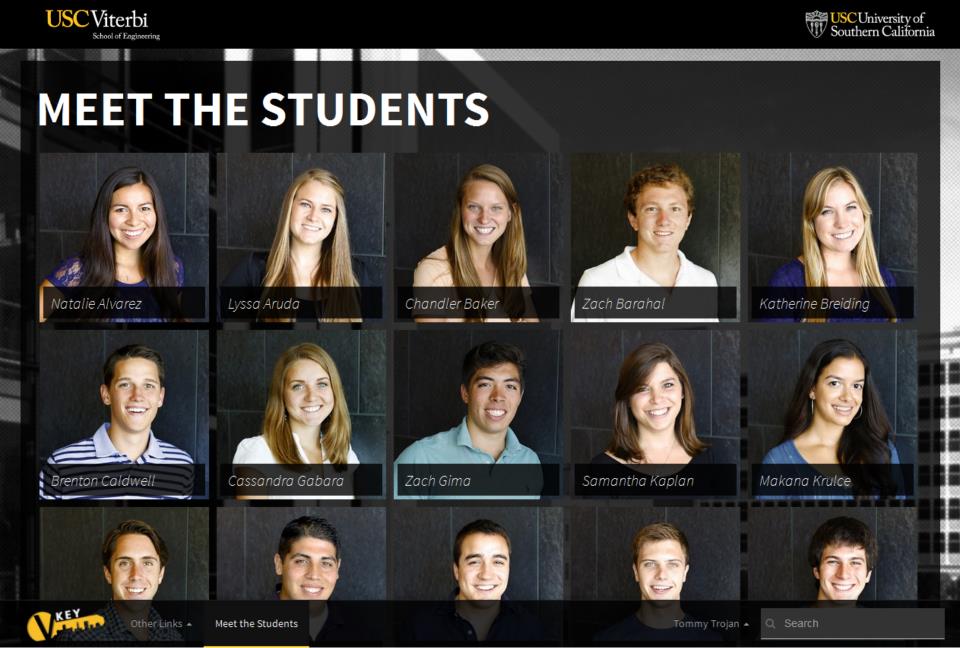 USC Viterbi
School of Engineering
USC University of
Southern California
MEET THE STUDENTS
Natalie Alvarez
Lyssa Aruda
Chandler Baker
Zach Barahal
Katherine Breiding
Brenton Caldwell
Cassandra Gabara
Zach Gima
Samantha Kaplan
Makana Krulce
V KEY
Other Links
Meet the Students
Tommy Trojan
Search